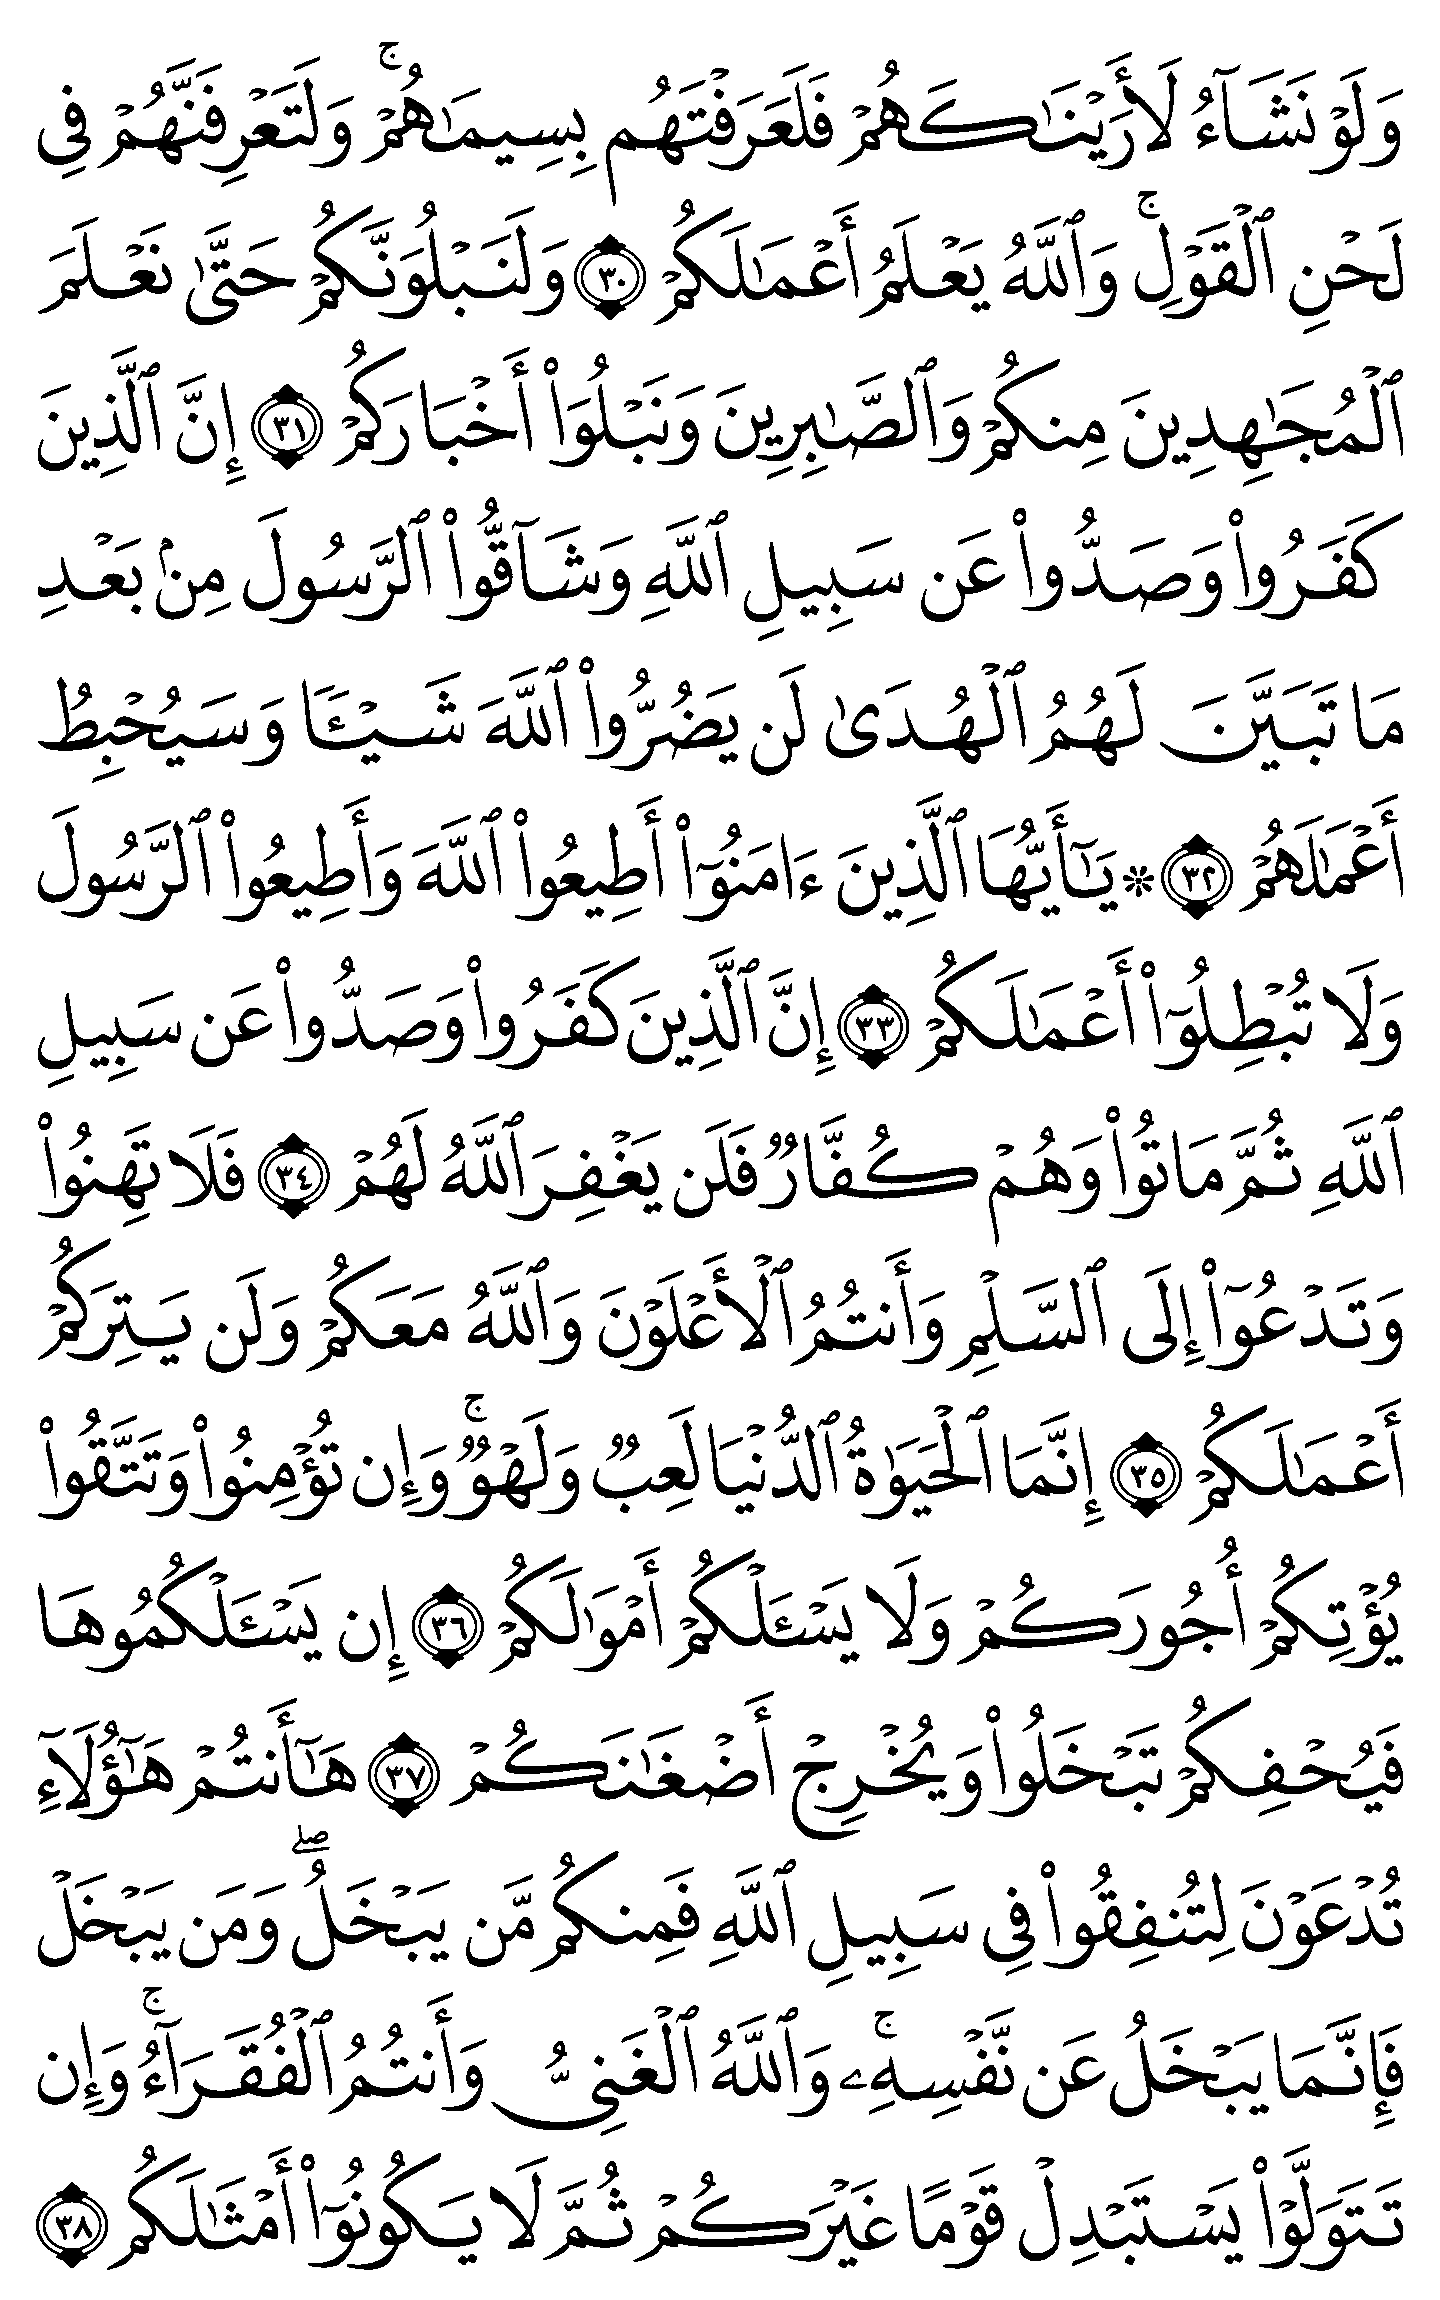 وَلَوۡ نَشَآءُ لَأَرَيۡنَٰكَهُمۡ فَلَعَرَفۡتَهُم بِسِيمَٰهُمۡۚ وَلَتَعۡرِفَنَّهُمۡ فِي
لَحۡنِ ٱلۡقَوۡلِۚ وَٱللَّهُ يَعۡلَمُ أَعۡمَٰلَكُمۡ ٣٠ وَلَنَبۡلُوَنَّكُمۡ حَتَّىٰ نَعۡلَمَ
ٱلۡمُجَٰهِدِينَ مِنكُمۡ وَٱلصَّٰبِرِينَ وَنَبۡلُوَاْ أَخۡبَارَكُمۡ ٣١ إِنَّ ٱلَّذِينَ
كَفَرُواْ وَصَدُّواْ عَن سَبِيلِ ٱللَّهِ وَشَآقُّواْ ٱلرَّسُولَ مِنۢ بَعۡدِ
مَا تَبَيَّنَ لَهُمُ ٱلۡهُدَىٰ لَن يَضُرُّواْ ٱللَّهَ شَيۡـٔٗا وَسَيُحۡبِطُ
أَعۡمَٰلَهُمۡ ٣٢ ۞ يَٰٓأَيُّهَا ٱلَّذِينَ ءَامَنُوٓاْ أَطِيعُواْ ٱللَّهَ وَأَطِيعُواْ ٱلرَّسُولَ
وَلَا تُبۡطِلُوٓاْ أَعۡمَٰلَكُمۡ ٣٣ إِنَّ ٱلَّذِينَ كَفَرُواْ وَصَدُّواْ عَن سَبِيلِ
ٱللَّهِ ثُمَّ مَاتُواْ وَهُمۡ كُفَّارٞ فَلَن يَغۡفِرَ ٱللَّهُ لَهُمۡ ٣٤ فَلَا تَهِنُواْ
وَتَدۡعُوٓاْ إِلَى ٱلسَّلۡمِ وَأَنتُمُ ٱلۡأَعۡلَوۡنَ وَٱللَّهُ مَعَكُمۡ وَلَن يَتِرَكُمۡ
أَعۡمَٰلَكُمۡ ٣٥ إِنَّمَا ٱلۡحَيَوٰةُ ٱلدُّنۡيَا لَعِبٞ وَلَهۡوٞۚ وَإِن تُؤۡمِنُواْ وَتَتَّقُواْ
يُؤۡتِكُمۡ أُجُورَكُمۡ وَلَا يَسۡـَٔلۡكُمۡ أَمۡوَٰلَكُمۡ ٣٦ إِن يَسۡـَٔلۡكُمُوهَا
فَيُحۡفِكُمۡ تَبۡخَلُواْ وَيُخۡرِجۡ أَضۡغَٰنَكُمۡ ٣٧ هَٰٓأَنتُمۡ هَٰٓؤُلَآءِ
تُدۡعَوۡنَ لِتُنفِقُواْ فِي سَبِيلِ ٱللَّهِ فَمِنكُم مَّن يَبۡخَلُۖ وَمَن يَبۡخَلۡ
فَإِنَّمَا يَبۡخَلُ عَن نَّفۡسِهِۦۚ وَٱللَّهُ ٱلۡغَنِيُّ وَأَنتُمُ ٱلۡفُقَرَآءُۚ وَإِن
تَتَوَلَّوۡاْ يَسۡتَبۡدِلۡ قَوۡمًا غَيۡرَكُمۡ ثُمَّ لَا يَكُونُوٓاْ أَمۡثَٰلَكُم ٣٨